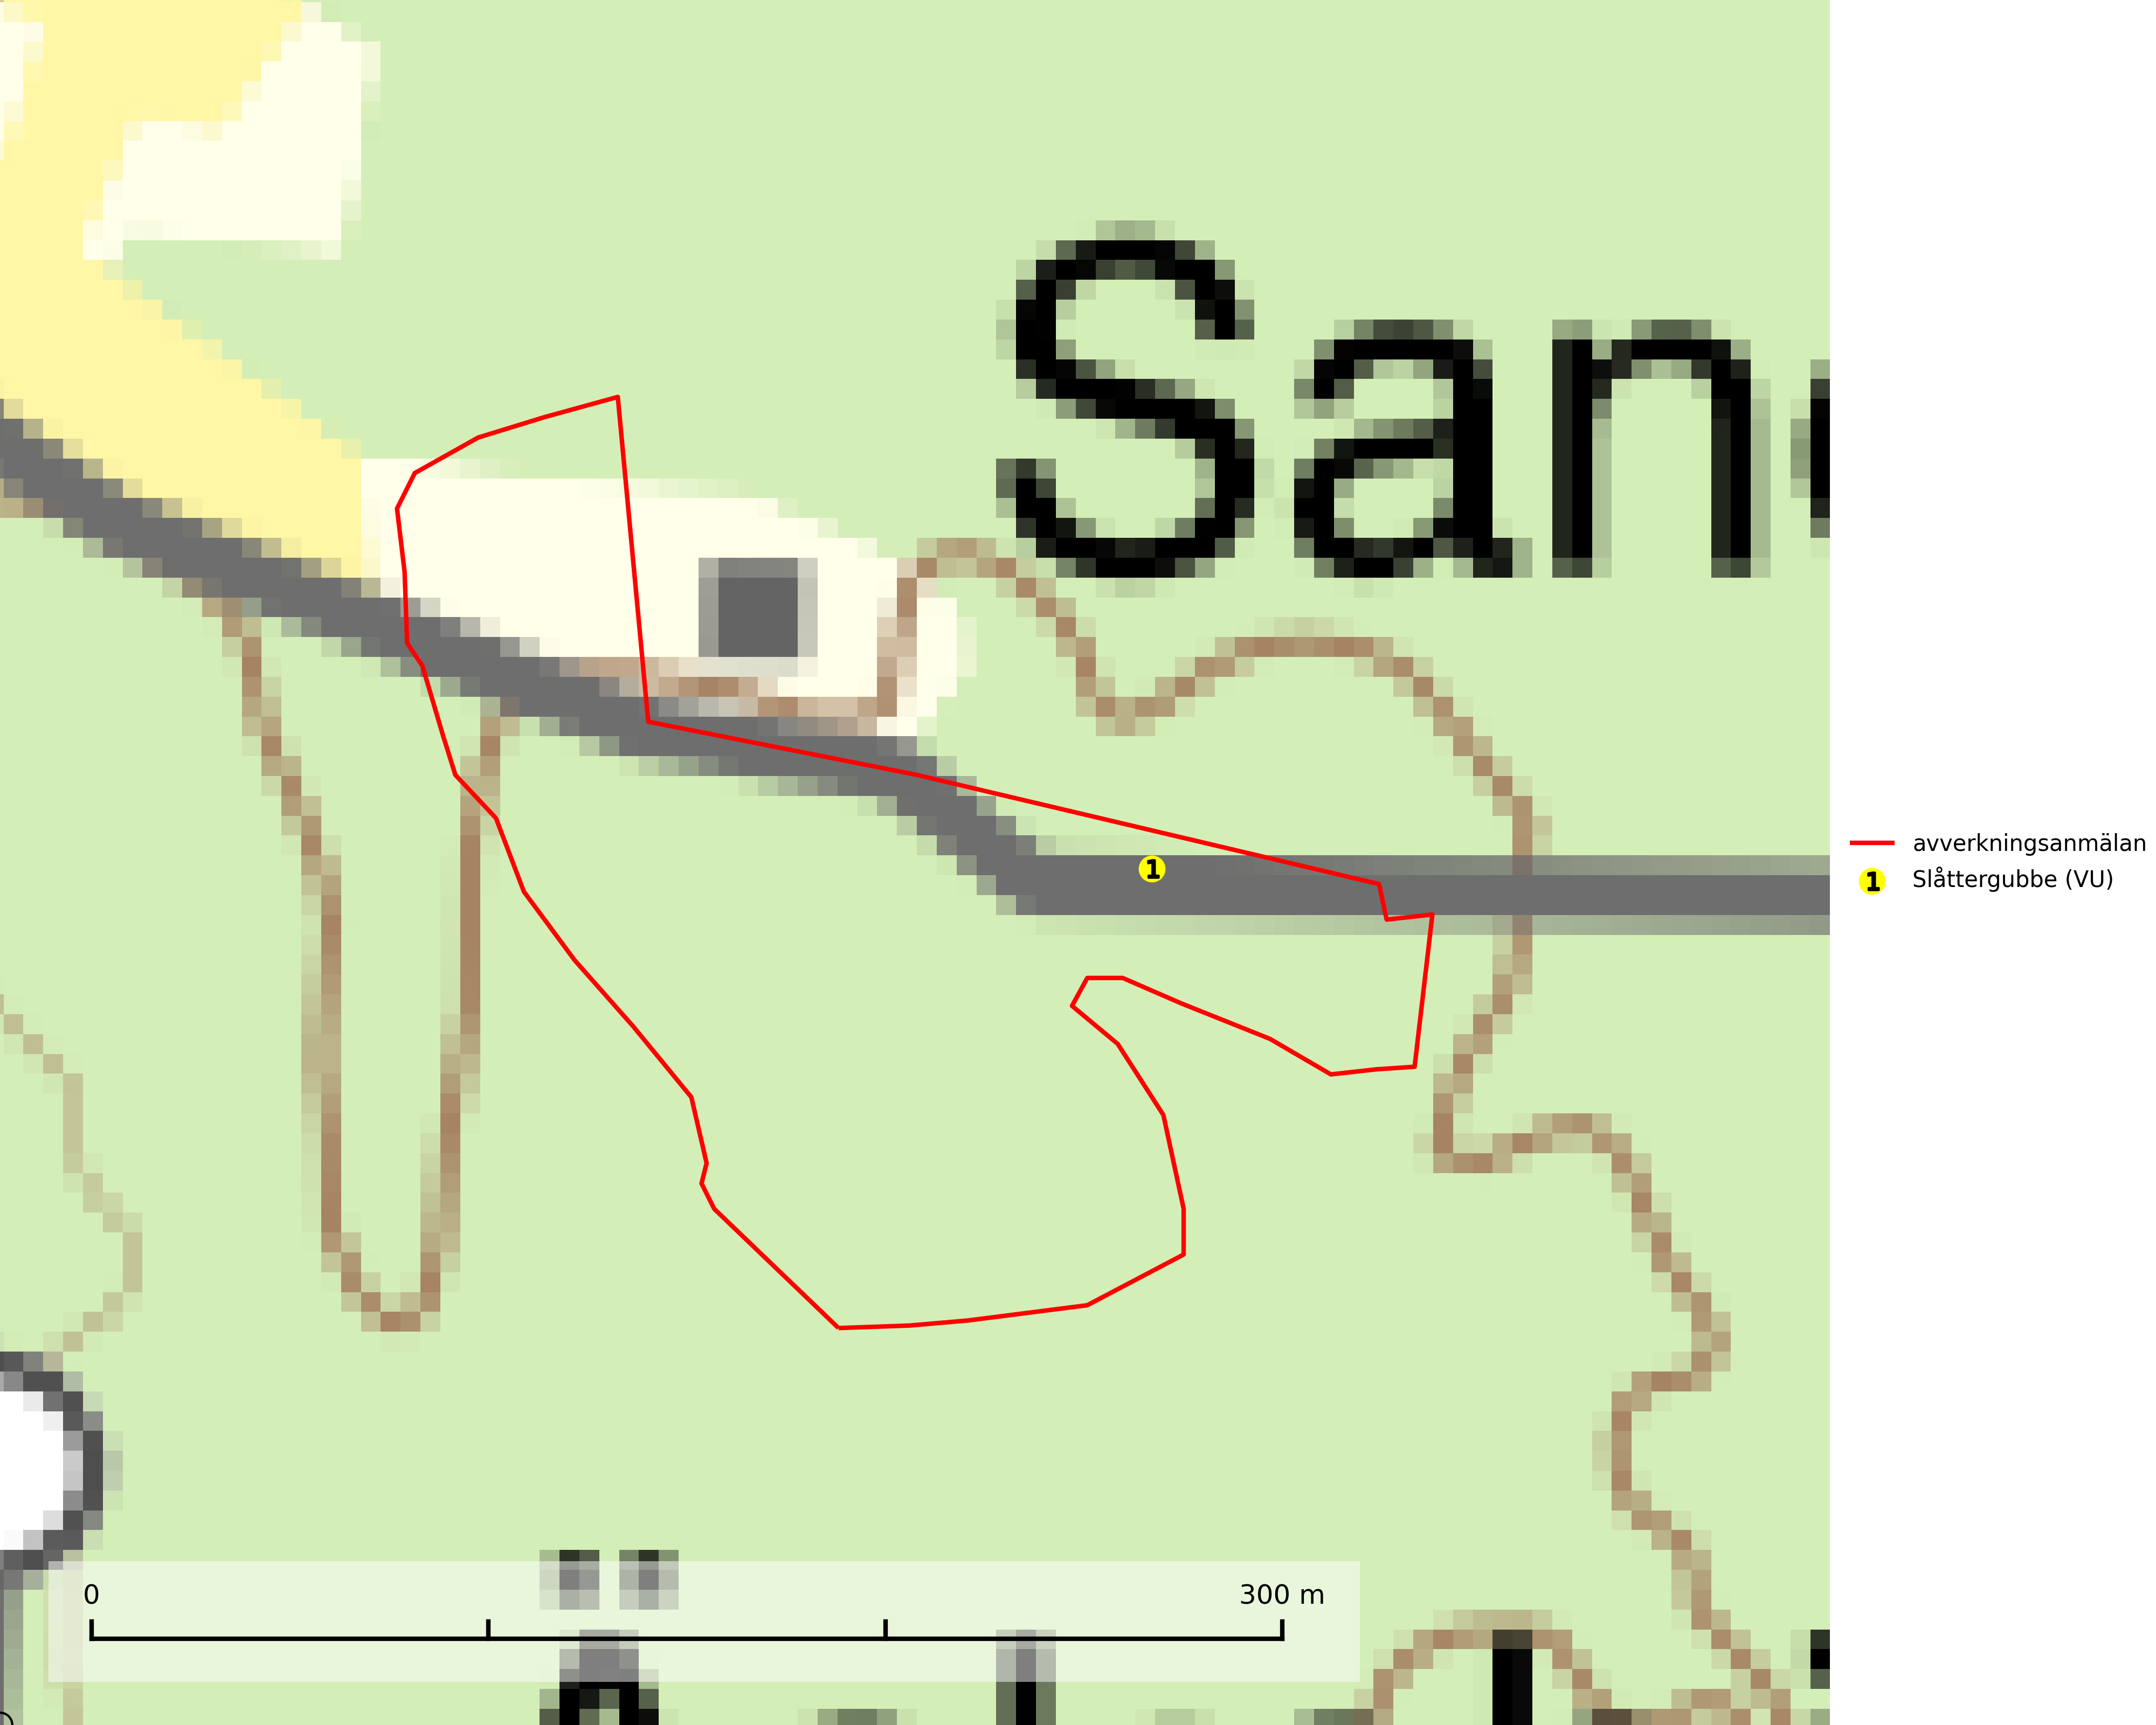 San
avverkningsanmälan
1
1 Slåttergubbe (VU)
0 300 m